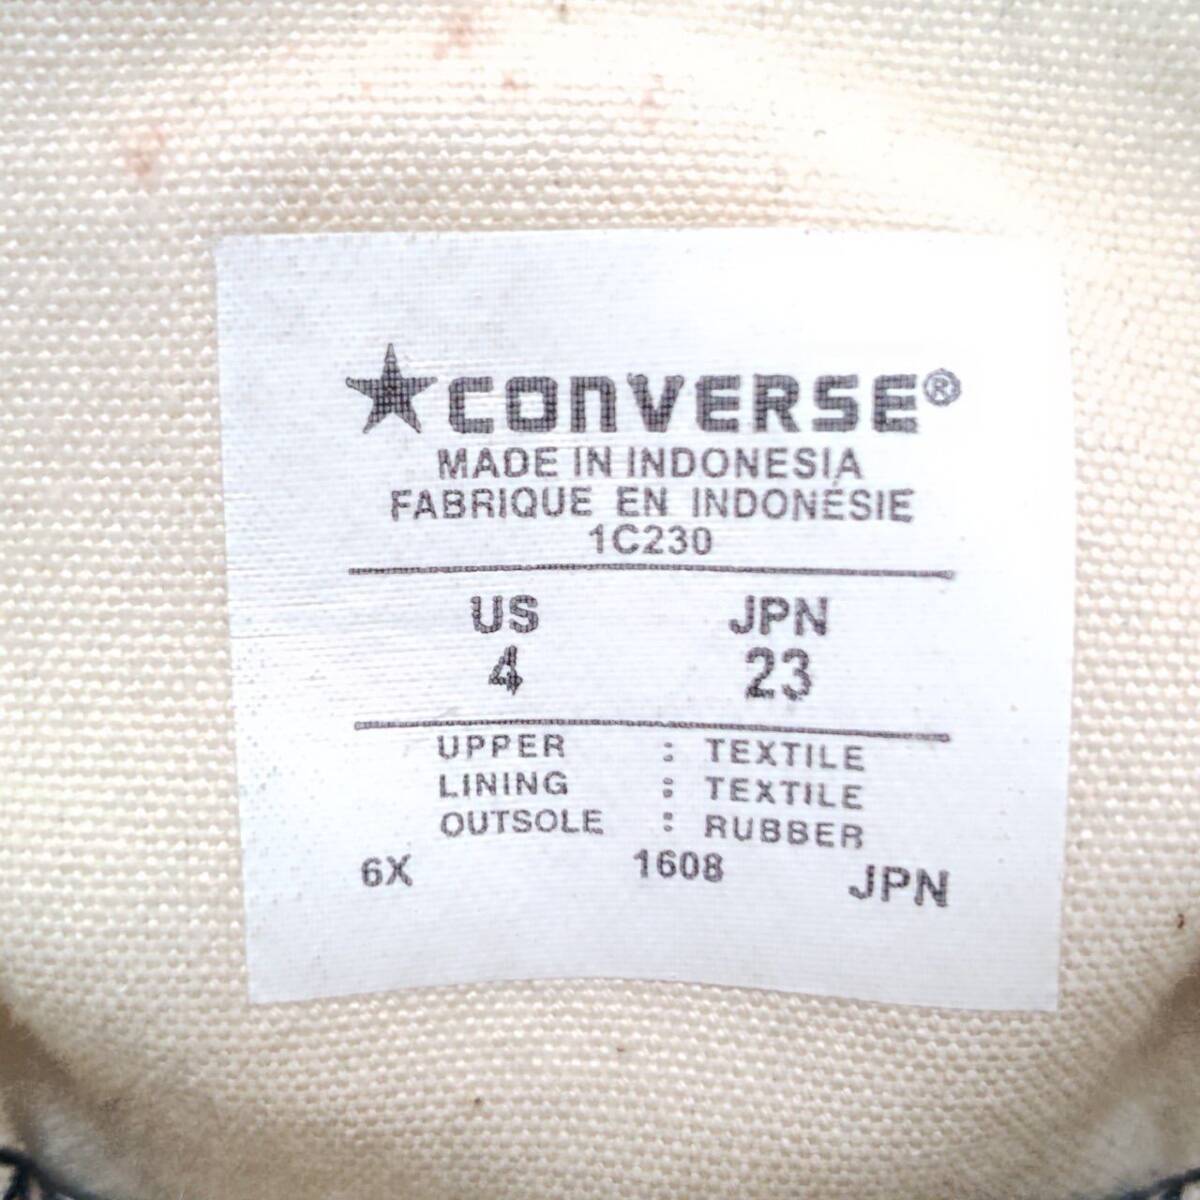 CONVERSE®
MADE IN INDONESIA
FABRIQUE EN INDONÉSIE
1C230
US JPN
4 23
UPPER : TEXTILE
LINING : TEXTILE
OUTSOLE : RUBBER
6X 1608 JPN